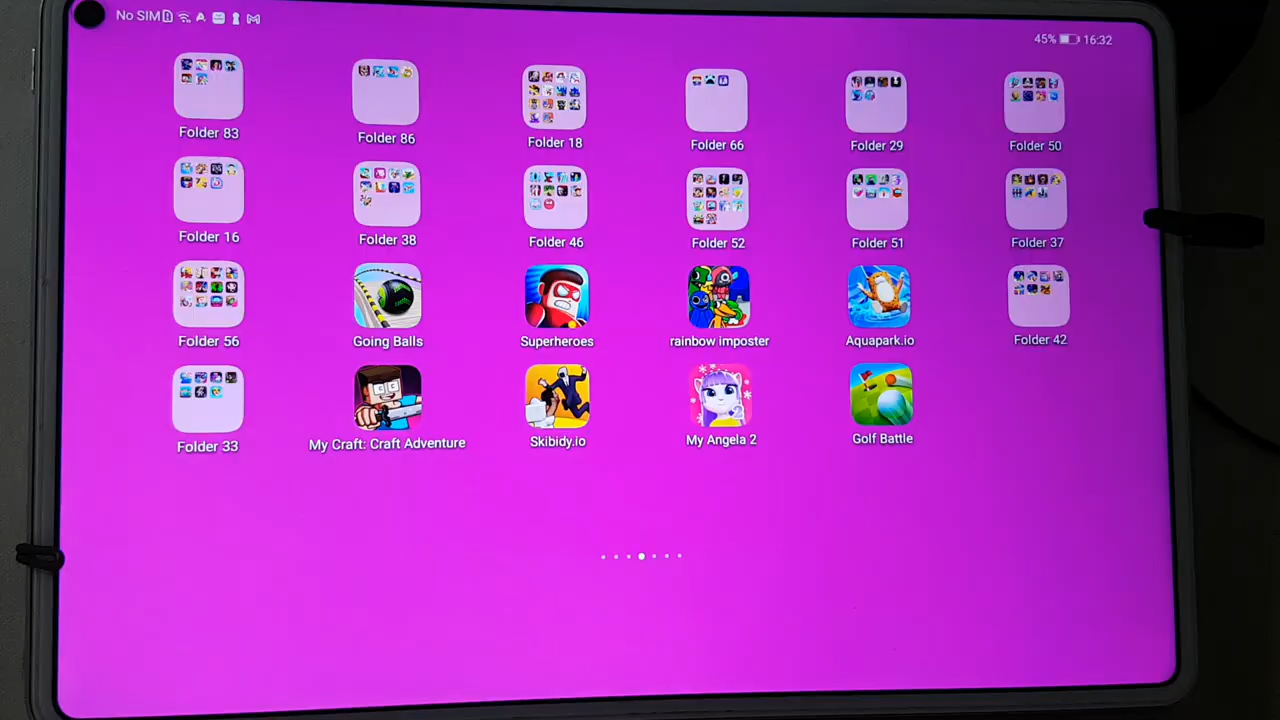 No SIM
45% 16:32
Folder 83
Folder 86
Folder 18
Folder 66
Folder 29
Folder 50
Folder 16
Folder 38
Folder 46
Folder 52
Folder 51
Folder 37
Folder 56
Going Balls
Superheroes
rainbow imposter
Aquapark.io
Folder 42
Folder 33
My Craft: Craft Adventure
Skibidy.io
2
My Angela 2
Golf Battle